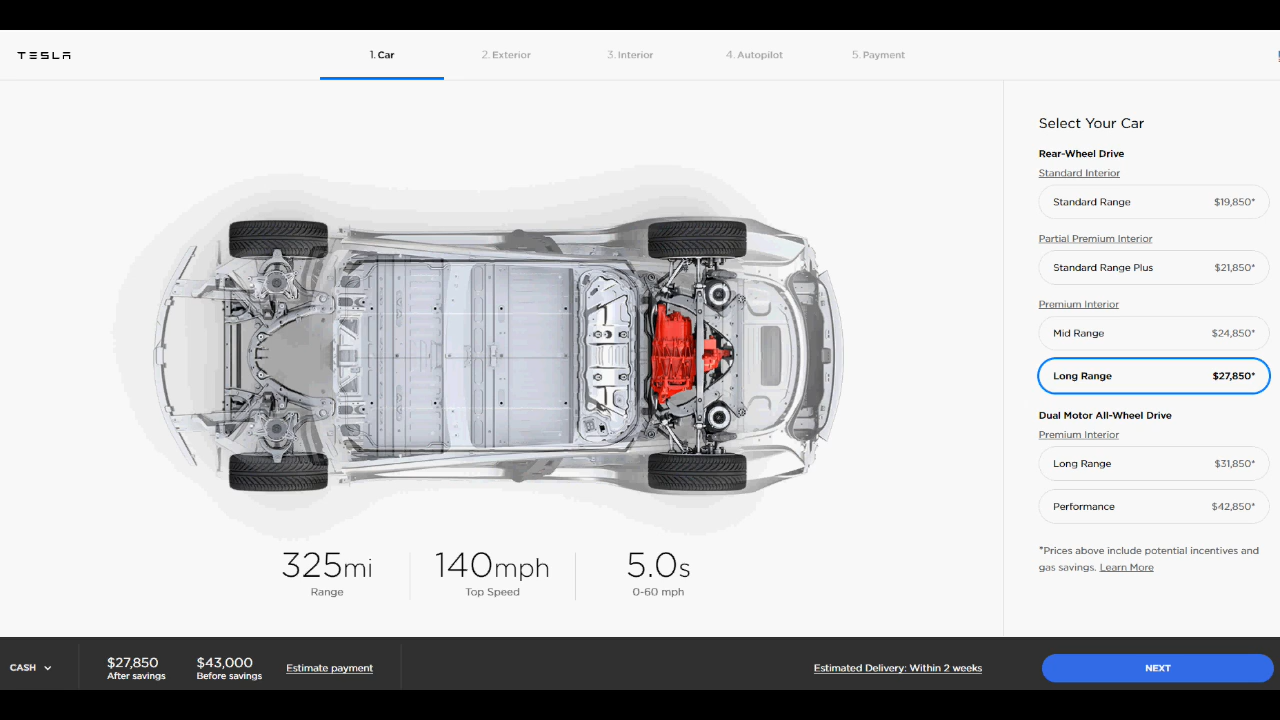 TESLA
1. Car
2. Exterior
3. Interior
4. Autopilot
5. Payment
Select Your Car
Rear-Wheel Drive
Standard Interior
Standard Range $19,850*
Partial Premium Interior
Standard Range Plus $21,850*
Premium Interior
Mid Range $24,850*
Long Range $27,850*
Dual Motor All-Wheel Drive
Premium Interior
Long Range $31,850*
Performance $42,850*
*Prices above include potential incentives and
gas savings. Learn More
325mi
Range
140mph
Top Speed
5.0s
0-60 mph
CASH
$27,850
After savings
$43,000
Before savings
Estimate payment
Estimated Delivery: Within 2 weeks
NEXT